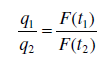 q₁/q₂ = F(t₁)/F(t₂)